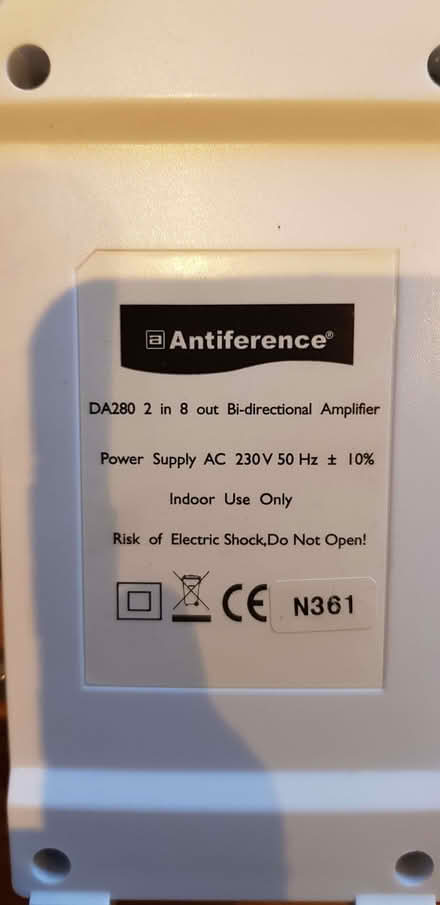 a Antiference®
DA280 2 in 8 out Bi-directional Amplifier
Power Supply AC 230V 50 Hz ± 10%
Indoor Use Only
Risk of Electric Shock,Do Not Open!
CE N361